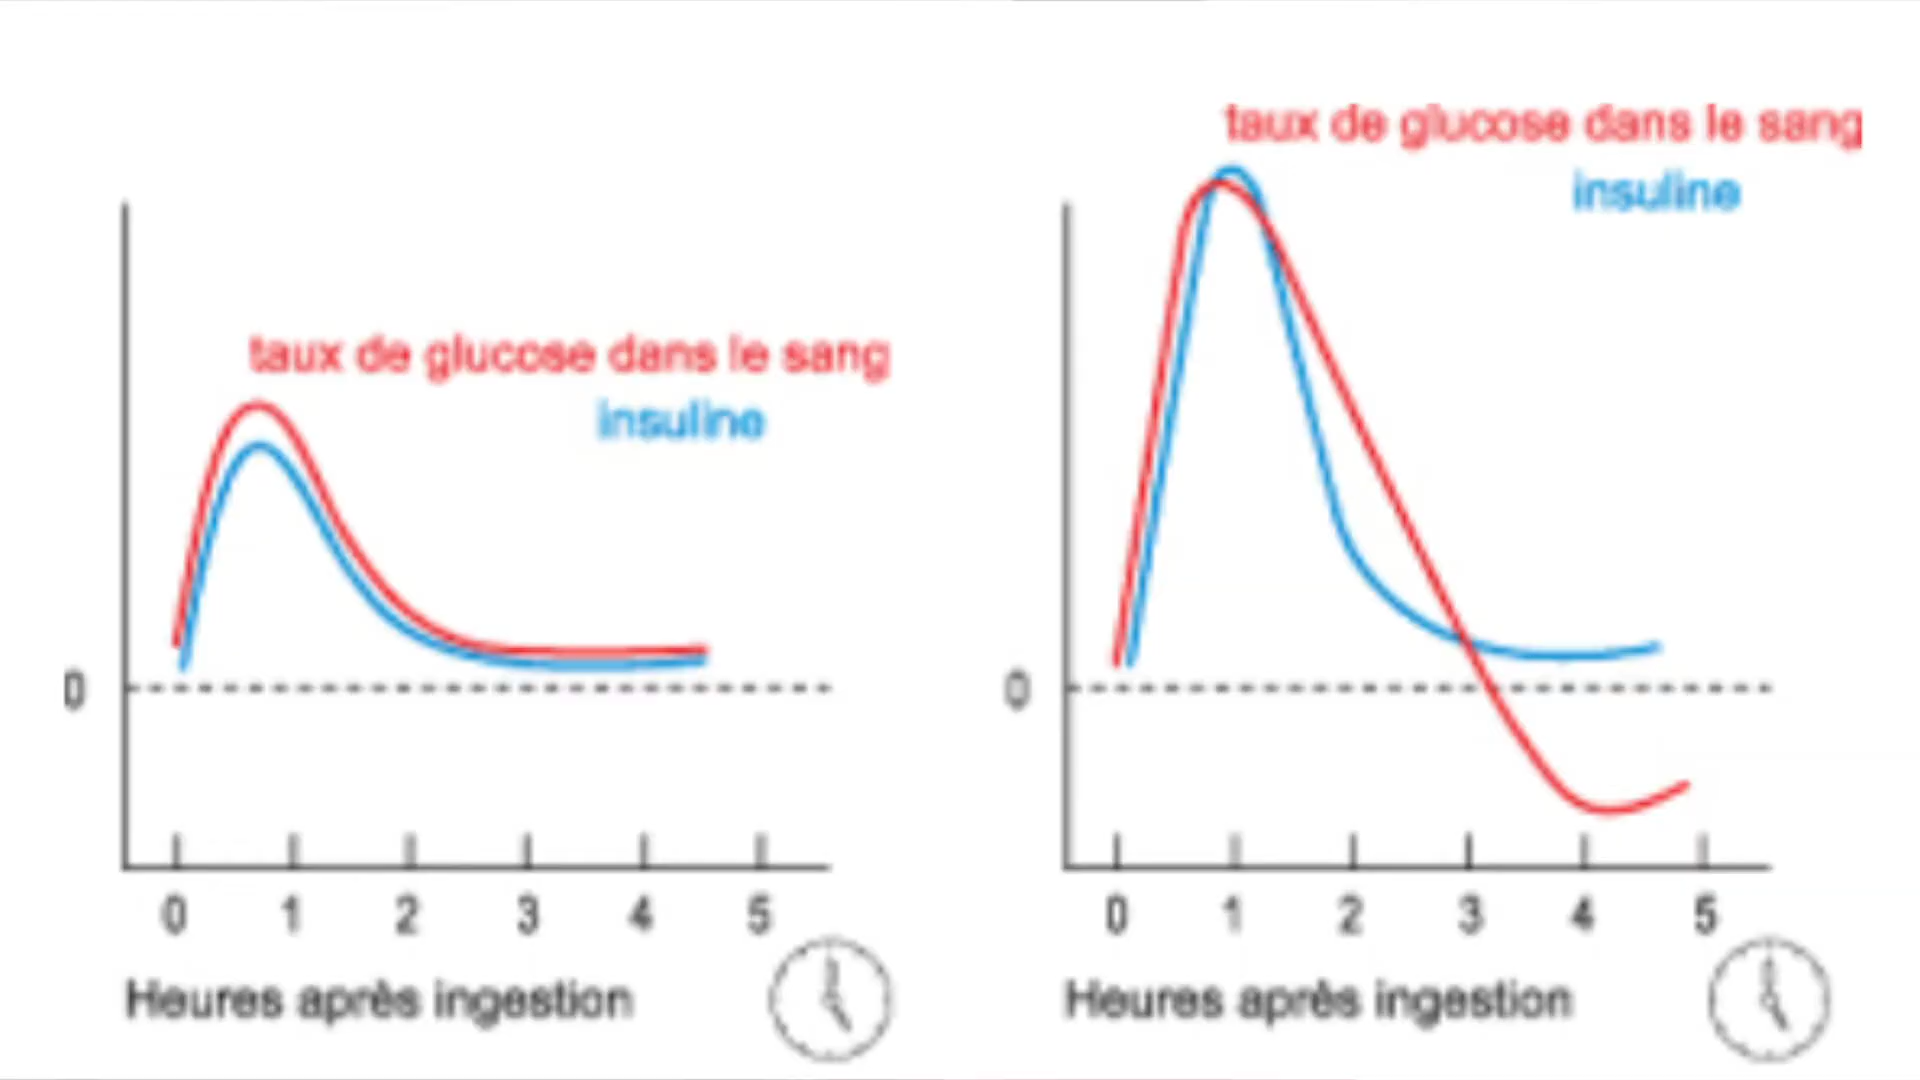 taux de glucose dans le sang
insuline
0
0 1 2 3 4 5
Heures après ingestion
taux de glucose dans le sang
insuline
0
0 1 2 3 4 5
Heures après ingestion